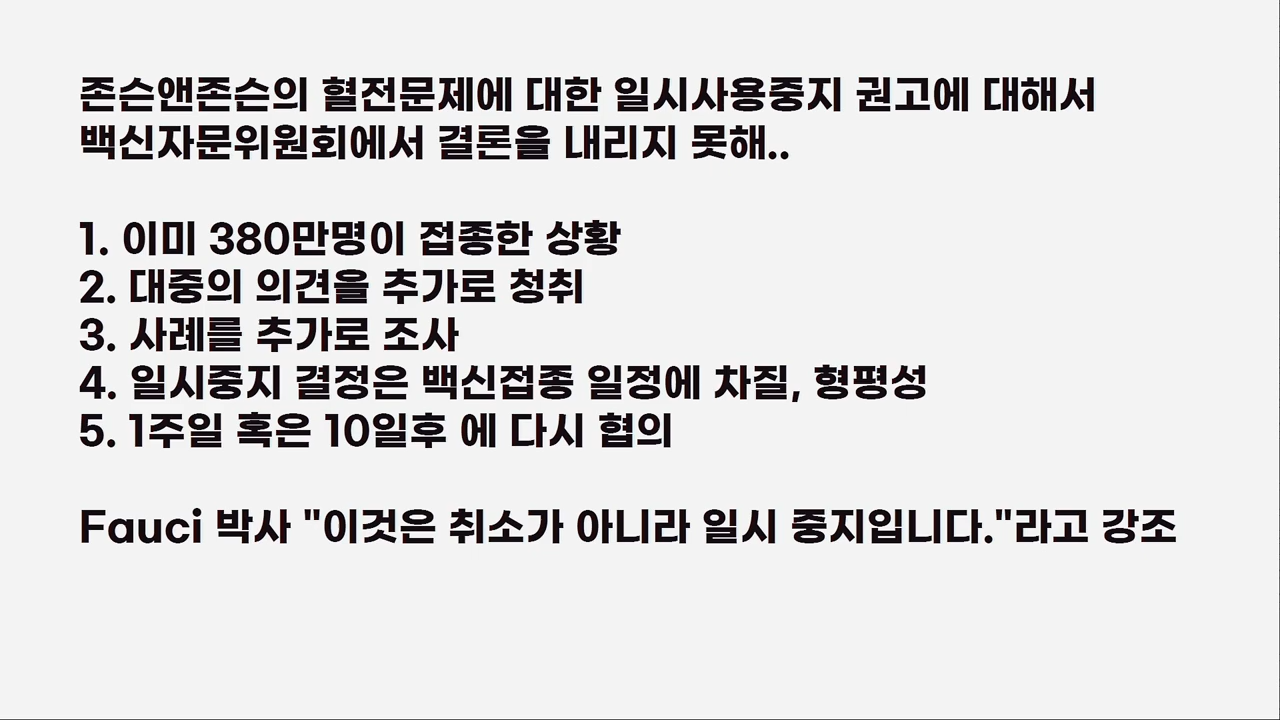 존슨앤존슨의 혈전문제에 대한 일시사용중지 권고에 대해서
백신자문위원회에서 결론을 내리지 못해..
1. 이미 380만명이 접종한 상황
2. 대중의 의견을 추가로 청취
3. 사례를 추가로 조사
4. 일시중지 결정은 백신접종 일정에 차질, 형평성
5. 1주일 혹은 10일후 에 다시 협의
Fauci 박사 "이것은 취소가 아니라 일시 중지입니다."라고 강조